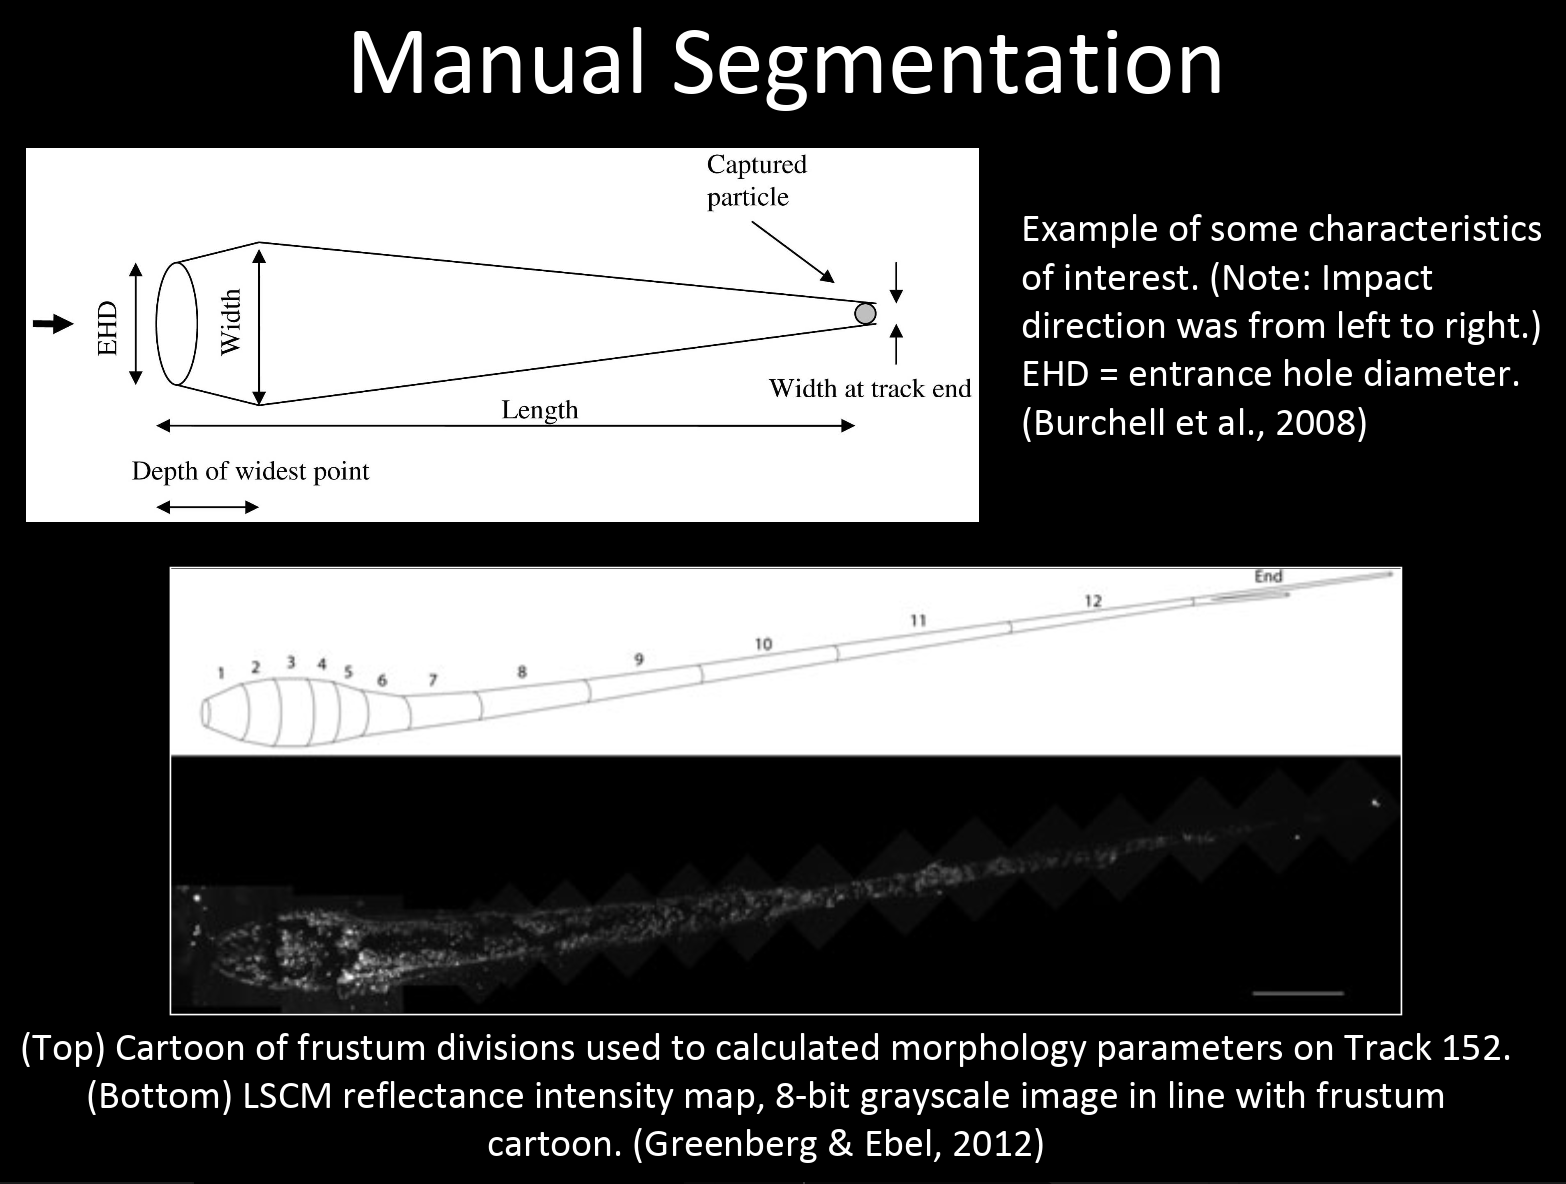 Manual Segmentation
Captured
particle
EHD
Width
Width at track end
Length
Depth of widest point
Example of some characteristics
of interest. (Note: Impact
direction was from left to right.)
EHD = entrance hole diameter.
(Burchell et al., 2008)
1 2 3 4 5 6 7 8 9 10 11 12 End
(Top) Cartoon of frustum divisions used to calculated morphology parameters on Track 152.
(Bottom) LSCM reflectance intensity map, 8-bit grayscale image in line with frustum
cartoon. (Greenberg & Ebel, 2012)